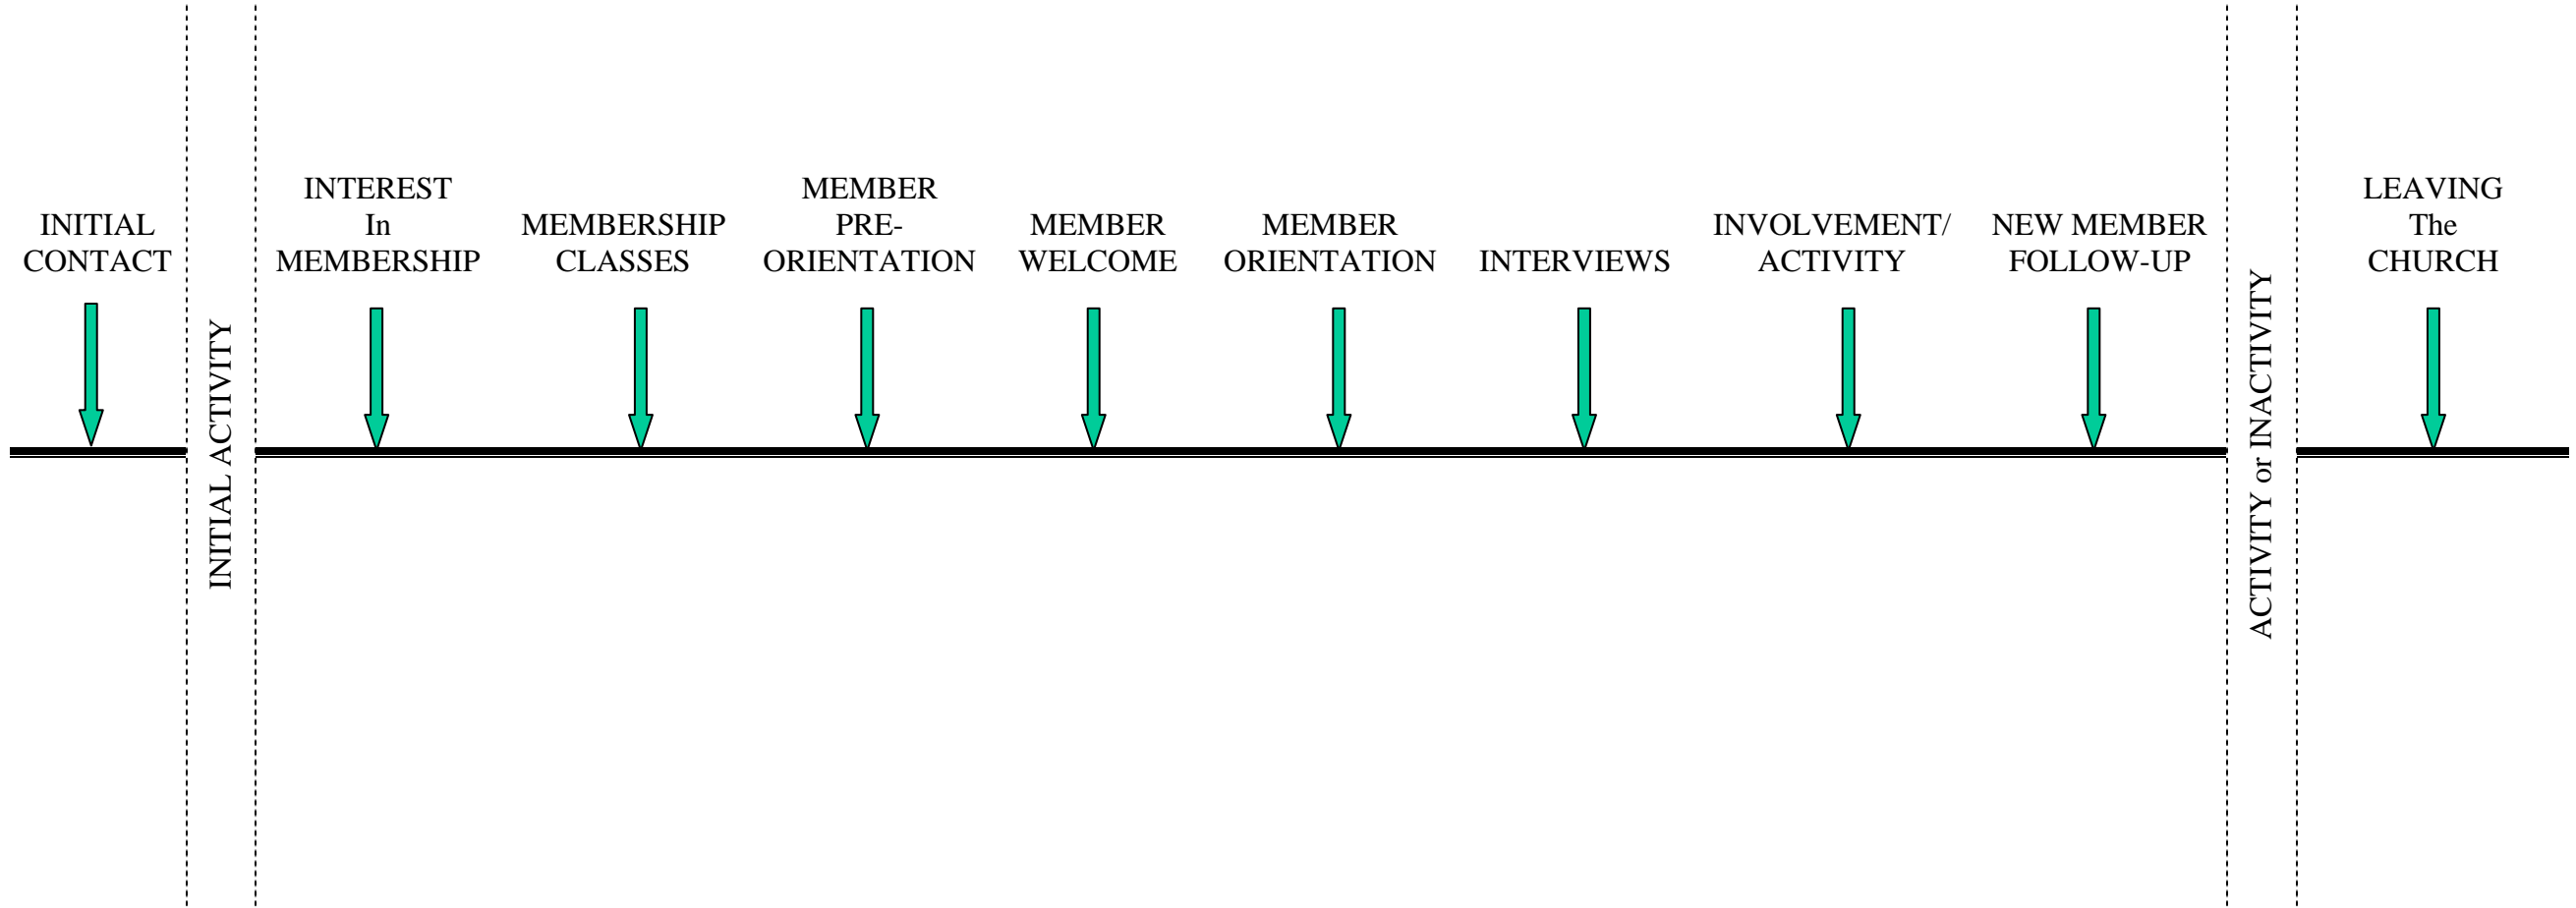 INITIAL
CONTACT
INITIAL ACTIVITY
INTEREST
In
MEMBERSHIP
MEMBERSHIP
CLASSES
MEMBER
PRE-
ORIENTATION
MEMBER
WELCOME
MEMBER
ORIENTATION
INTERVIEWS
INVOLVEMENT/
ACTIVITY
NEW MEMBER
FOLLOW-UP
ACTIVITY or INACTIVITY
LEAVING
The
CHURCH